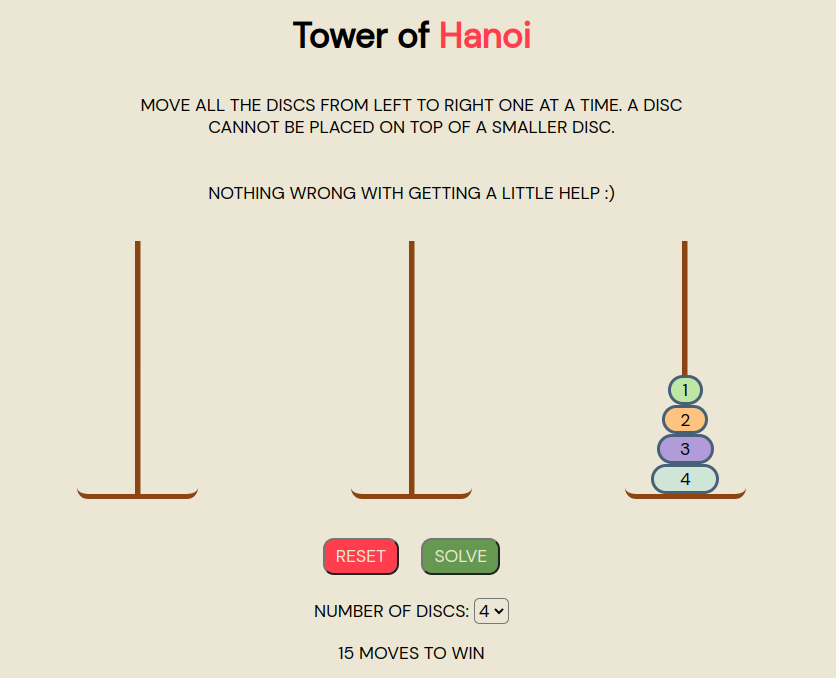 Tower of Hanoi
MOVE ALL THE DISCS FROM LEFT TO RIGHT ONE AT A TIME. A DISC
CANNOT BE PLACED ON TOP OF A SMALLER DISC.
NOTHING WRONG WITH GETTING A LITTLE HELP :)
1
2
3
4
RESET SOLVE
NUMBER OF DISCS: 4
15 MOVES TO WIN